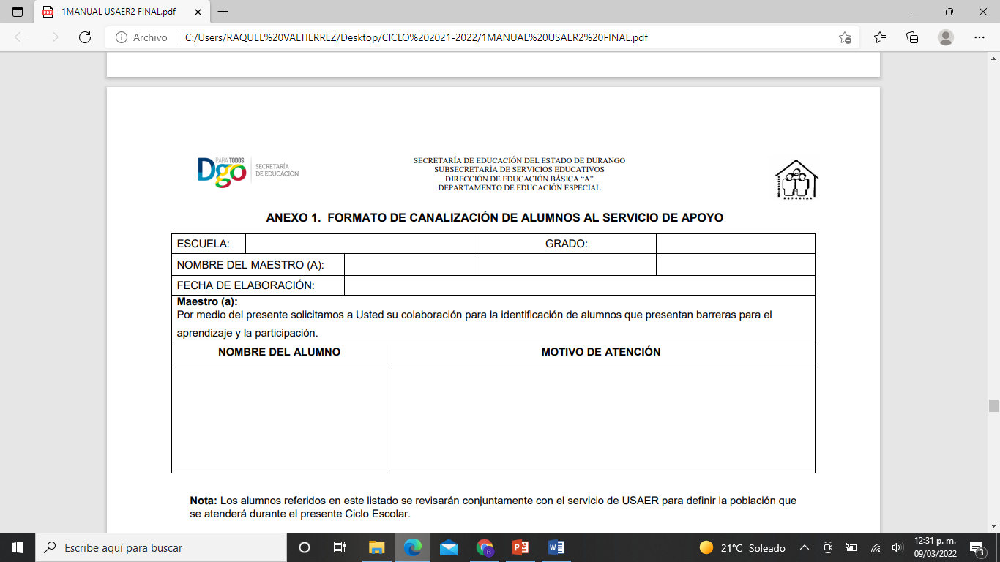 1MANUAL USAER2 FINAL.pdf
Archivo
C:/Users/RAQUEL%20VALTIERREZ/Desktop/CICLO%202021-2022/1MANUAL%20USAER2%20FINAL.pdf
PARA TODOS
Dgo
SECRETARÍA
DE EDUCACIÓN
SECRETARÍA DE EDUCACIÓN DEL ESTADO DE DURANGO
SUBSECRETARÍA DE SERVICIOS EDUCATIVOS
DIRECCIÓN DE EDUCACIÓN BÁSICA “A”
DEPARTAMENTO DE EDUCACIÓN ESPECIAL
ESPECIAL
ANEXO 1. FORMATO DE CANALIZACIÓN DE ALUMNOS AL SERVICIO DE APOYO
ESCUELA: GRADO:
NOMBRE DEL MAESTRO (A):
FECHA DE ELABORACIÓN:
Maestro (a):
Por medio del presente solicitamos a Usted su colaboración para la identificación de alumnos que presentan barreras para el
aprendizaje y la participación.
NOMBRE DEL ALUMNO MOTIVO DE ATENCIÓN
Nota: Los alumnos referidos en este listado se revisarán conjuntamente con el servicio de USAER para definir la población que
se atenderá durante el presente Ciclo Escolar.
Escribe aquí para buscar
21°C Soleado
12:31 p. m.
09/03/2022
3